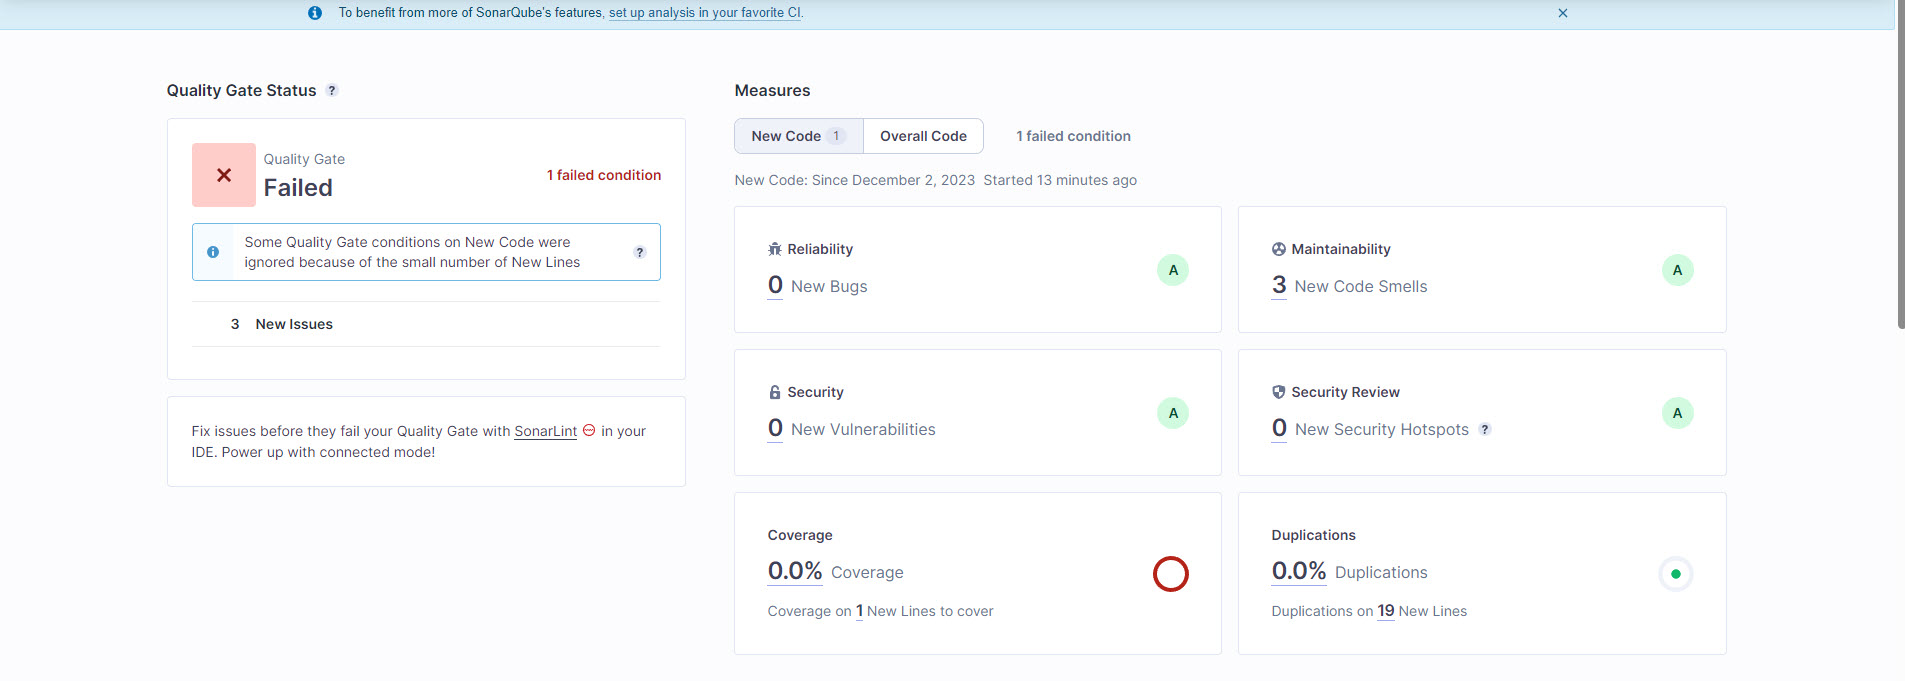 To benefit from more of SonarQube's features, set up analysis in your favorite CI.
Quality Gate Status ?
Quality Gate
Failed
1 failed condition
Some Quality Gate conditions on New Code were
ignored because of the small number of New Lines
?
3 New Issues
Fix issues before they fail your Quality Gate with SonarLint in your
IDE. Power up with connected mode!
Measures
New Code 1 Overall Code 1 failed condition
New Code: Since December 2, 2023 Started 13 minutes ago
Reliability
0 New Bugs
A
Maintainability
3 New Code Smells
A
Security
0 New Vulnerabilities
A
Security Review
0 New Security Hotspots ?
A
Coverage
0.0% Coverage
Coverage on 1 New Lines to cover
Duplications
0.0% Duplications
Duplications on 19 New Lines